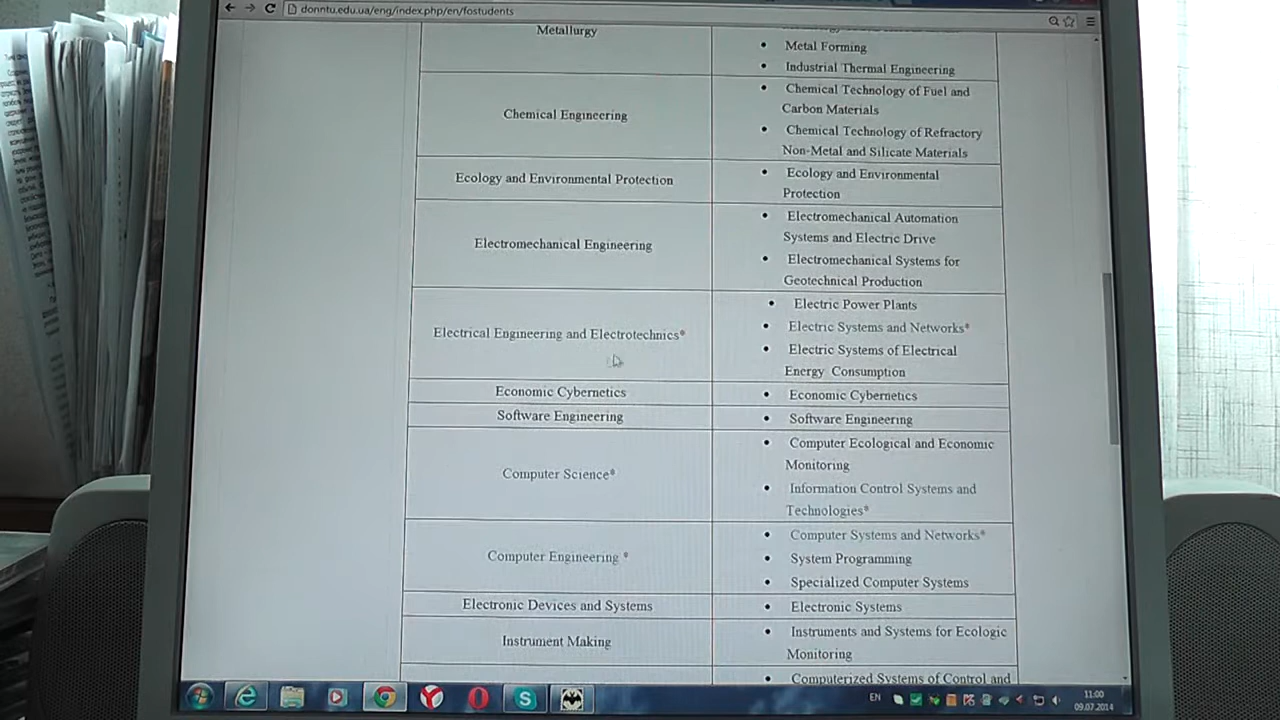 donntu.edu.ua/eng/index.php/en/fostudents
Metallurgy
• Metal Forming
• Industrial Thermal Engineering
Chemical Engineering
• Chemical Technology of Fuel and
Carbon Materials
• Chemical Technology of Refractory
Non-Metal and Silicate Materials
Ecology and Environmental Protection
• Ecology and Environmental
Protection
Electromechanical Engineering
• Electromechanical Automation
Systems and Electric Drive
• Electromechanical Systems for
Geotechnical Production
Electrical Engineering and Electrotechnics*
• Electric Power Plants
• Electric Systems and Networks*
• Electric Systems of Electrical
Energy Consumption
Economic Cybernetics
• Economic Cybernetics
Software Engineering
• Software Engineering
Computer Science*
• Computer Ecological and Economic
Monitoring
• Information Control Systems and
Technologies*
Computer Engineering *
• Computer Systems and Networks*
• System Programming
• Specialized Computer Systems
Electronic Devices and Systems
• Electronic Systems
Instrument Making
• Instruments and Systems for Ecologic
Monitoring
• Computerized Systems of Control and
EN
11:00
09.07.2014